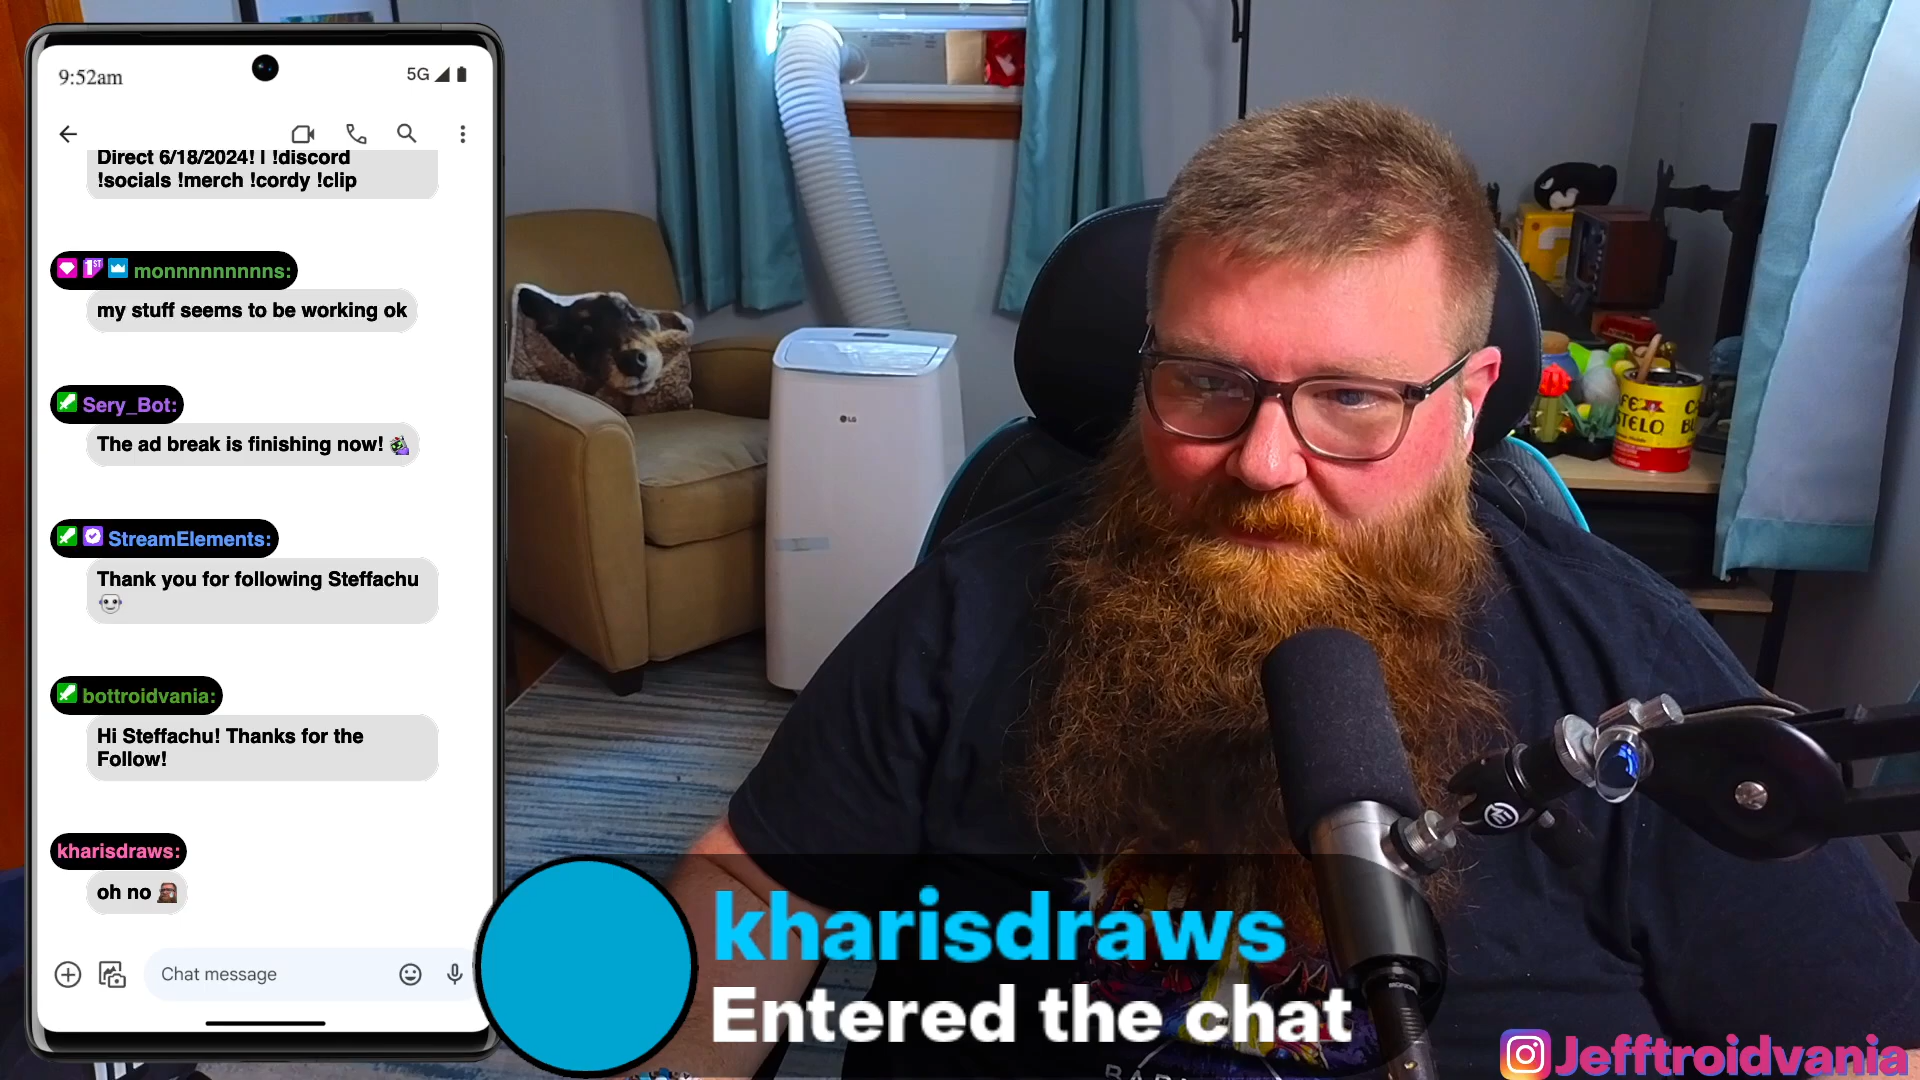 9:52am
5G
Direct 6/18/2024! | !discord
!socials !merch !cordy !clip
monnnnnnnnns:
my stuff seems to be working ok
Sery_Bot:
The ad break is finishing now!
StreamElements:
Thank you for following Steffachu
bottroidvania:
Hi Steffachu! Thanks for the
Follow!
kharisdraws:
oh no
Chat message
LG
kharisdraws
Entered the chat
Jefftroidvania